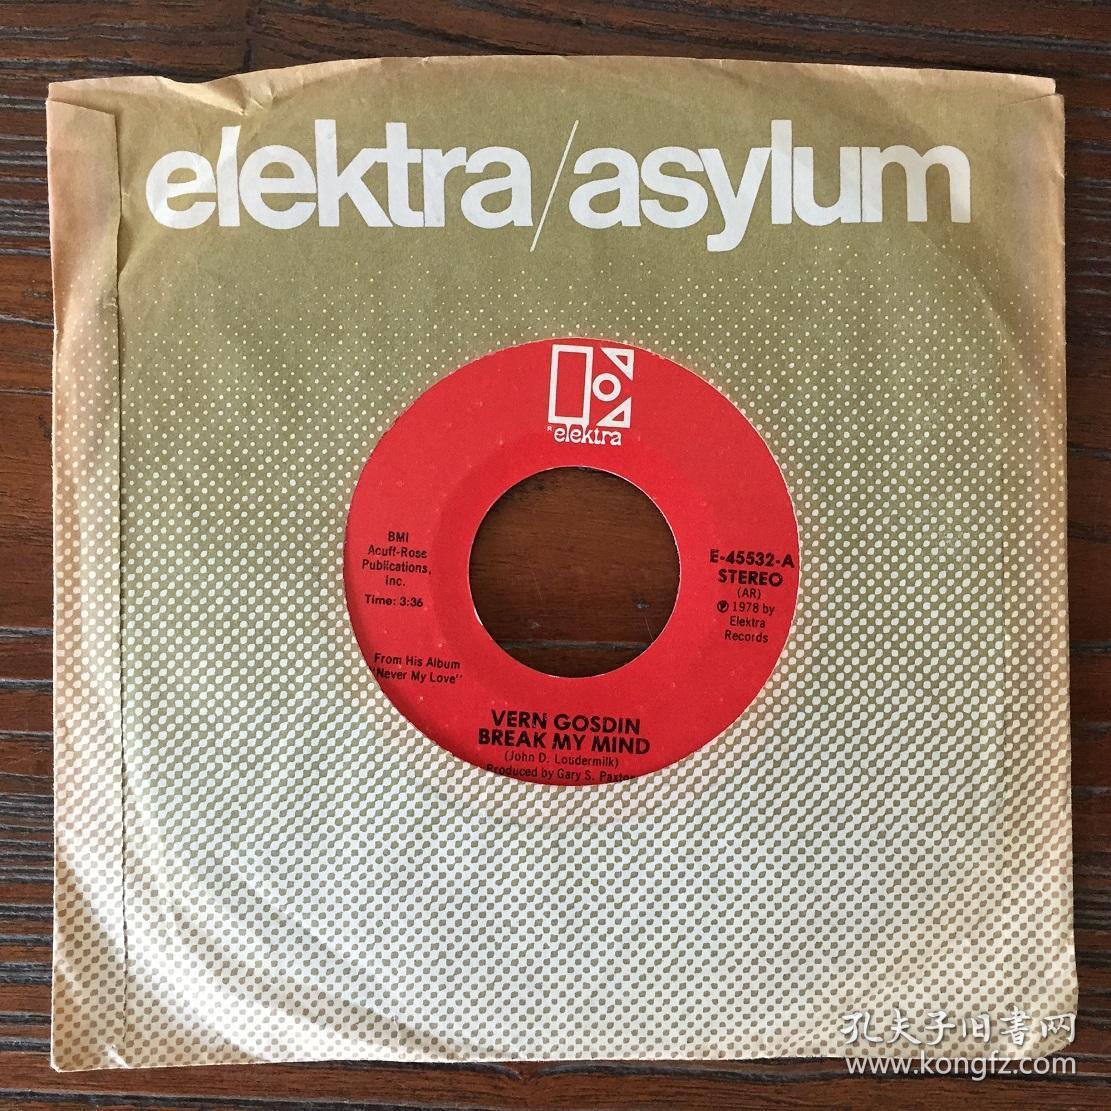 elektra/asylum
® elektra
BMI
Acuff-Rose
Publications,
Inc.
Time: 3:36
E-45532-A
STEREO
(AR)
℗ 1978 by
Elektra
Records
From His Album
"Never My Love"
VERN GOSDIN
BREAK MY MIND
(John D. Loudermilk)
Produced by Gary S. Paxton
孔夫子旧書网
www.kongfz.com